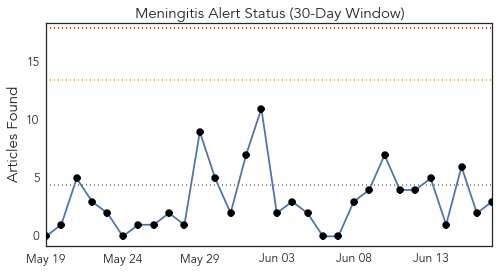 Meningitis Alert Status (30-Day Window)
Articles Found
15
10
5
0
May 19 May 24 May 29 Jun 03 Jun 08 Jun 13